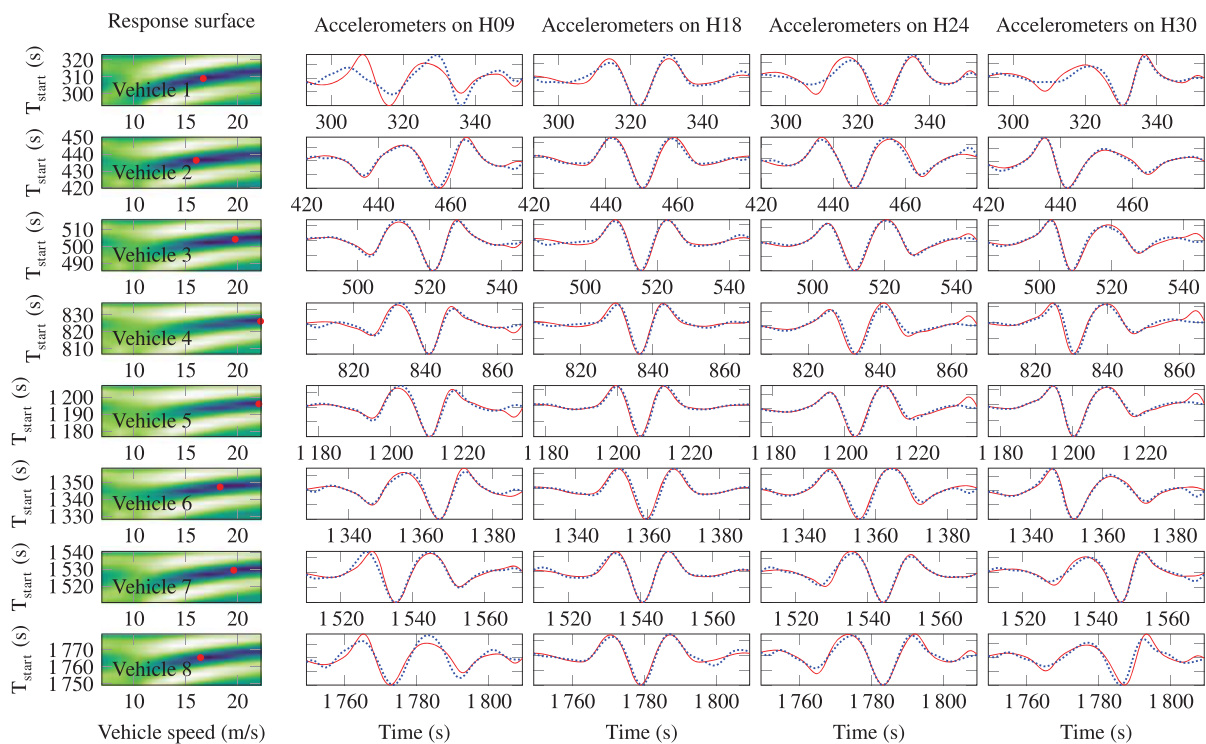 Response surface Accelerometers on H09 Accelerometers on H18 Accelerometers on H24 Accelerometers on H30
T_start (s) 320 310 300 Vehicle 1
10 15 20 300 320 340 300 320 340 300 320 340 300 320 340
T_start (s) 450 440 430 420 Vehicle 2
10 15 20 420 440 460 420 440 460 420 440 460 420 440 460
T_start (s) 510 500 490 Vehicle 3
10 15 20 500 520 540 500 520 540 500 520 540 500 520 540
T_start (s) 830 820 810 Vehicle 4
10 15 20 820 840 860 820 840 860 820 840 860 820 840 860
T_start (s) 1 200 1 190 1 180 Vehicle 5
10 15 20 1 180 1 200 1 220 1 180 1 200 1 220 1 180 1 200 1 220 1 180 1 200 1 220
T_start (s) 1 350 1 340 1 330 Vehicle 6
10 15 20 1 340 1 360 1 380 1 340 1 360 1 380 1 340 1 360 1 380 1 340 1 360 1 380
T_start (s) 1 540 1 530 1 520 Vehicle 7
10 15 20 1 520 1 540 1 560 1 520 1 540 1 560 1 520 1 540 1 560 1 520 1 540 1 560
T_start (s) 1 770 1 760 1 750 Vehicle 8
10 15 20 1 760 1 780 1 800 1 760 1 780 1 800 1 760 1 780 1 800 1 760 1 780 1 800
Vehicle speed (m/s) Time (s) Time (s) Time (s) Time (s)